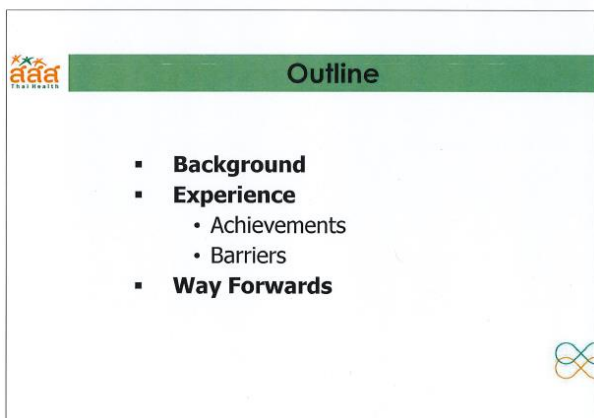 สสส
Thai Health
Outline
▪ Background
▪ Experience
• Achievements
• Barriers
▪ Way Forwards